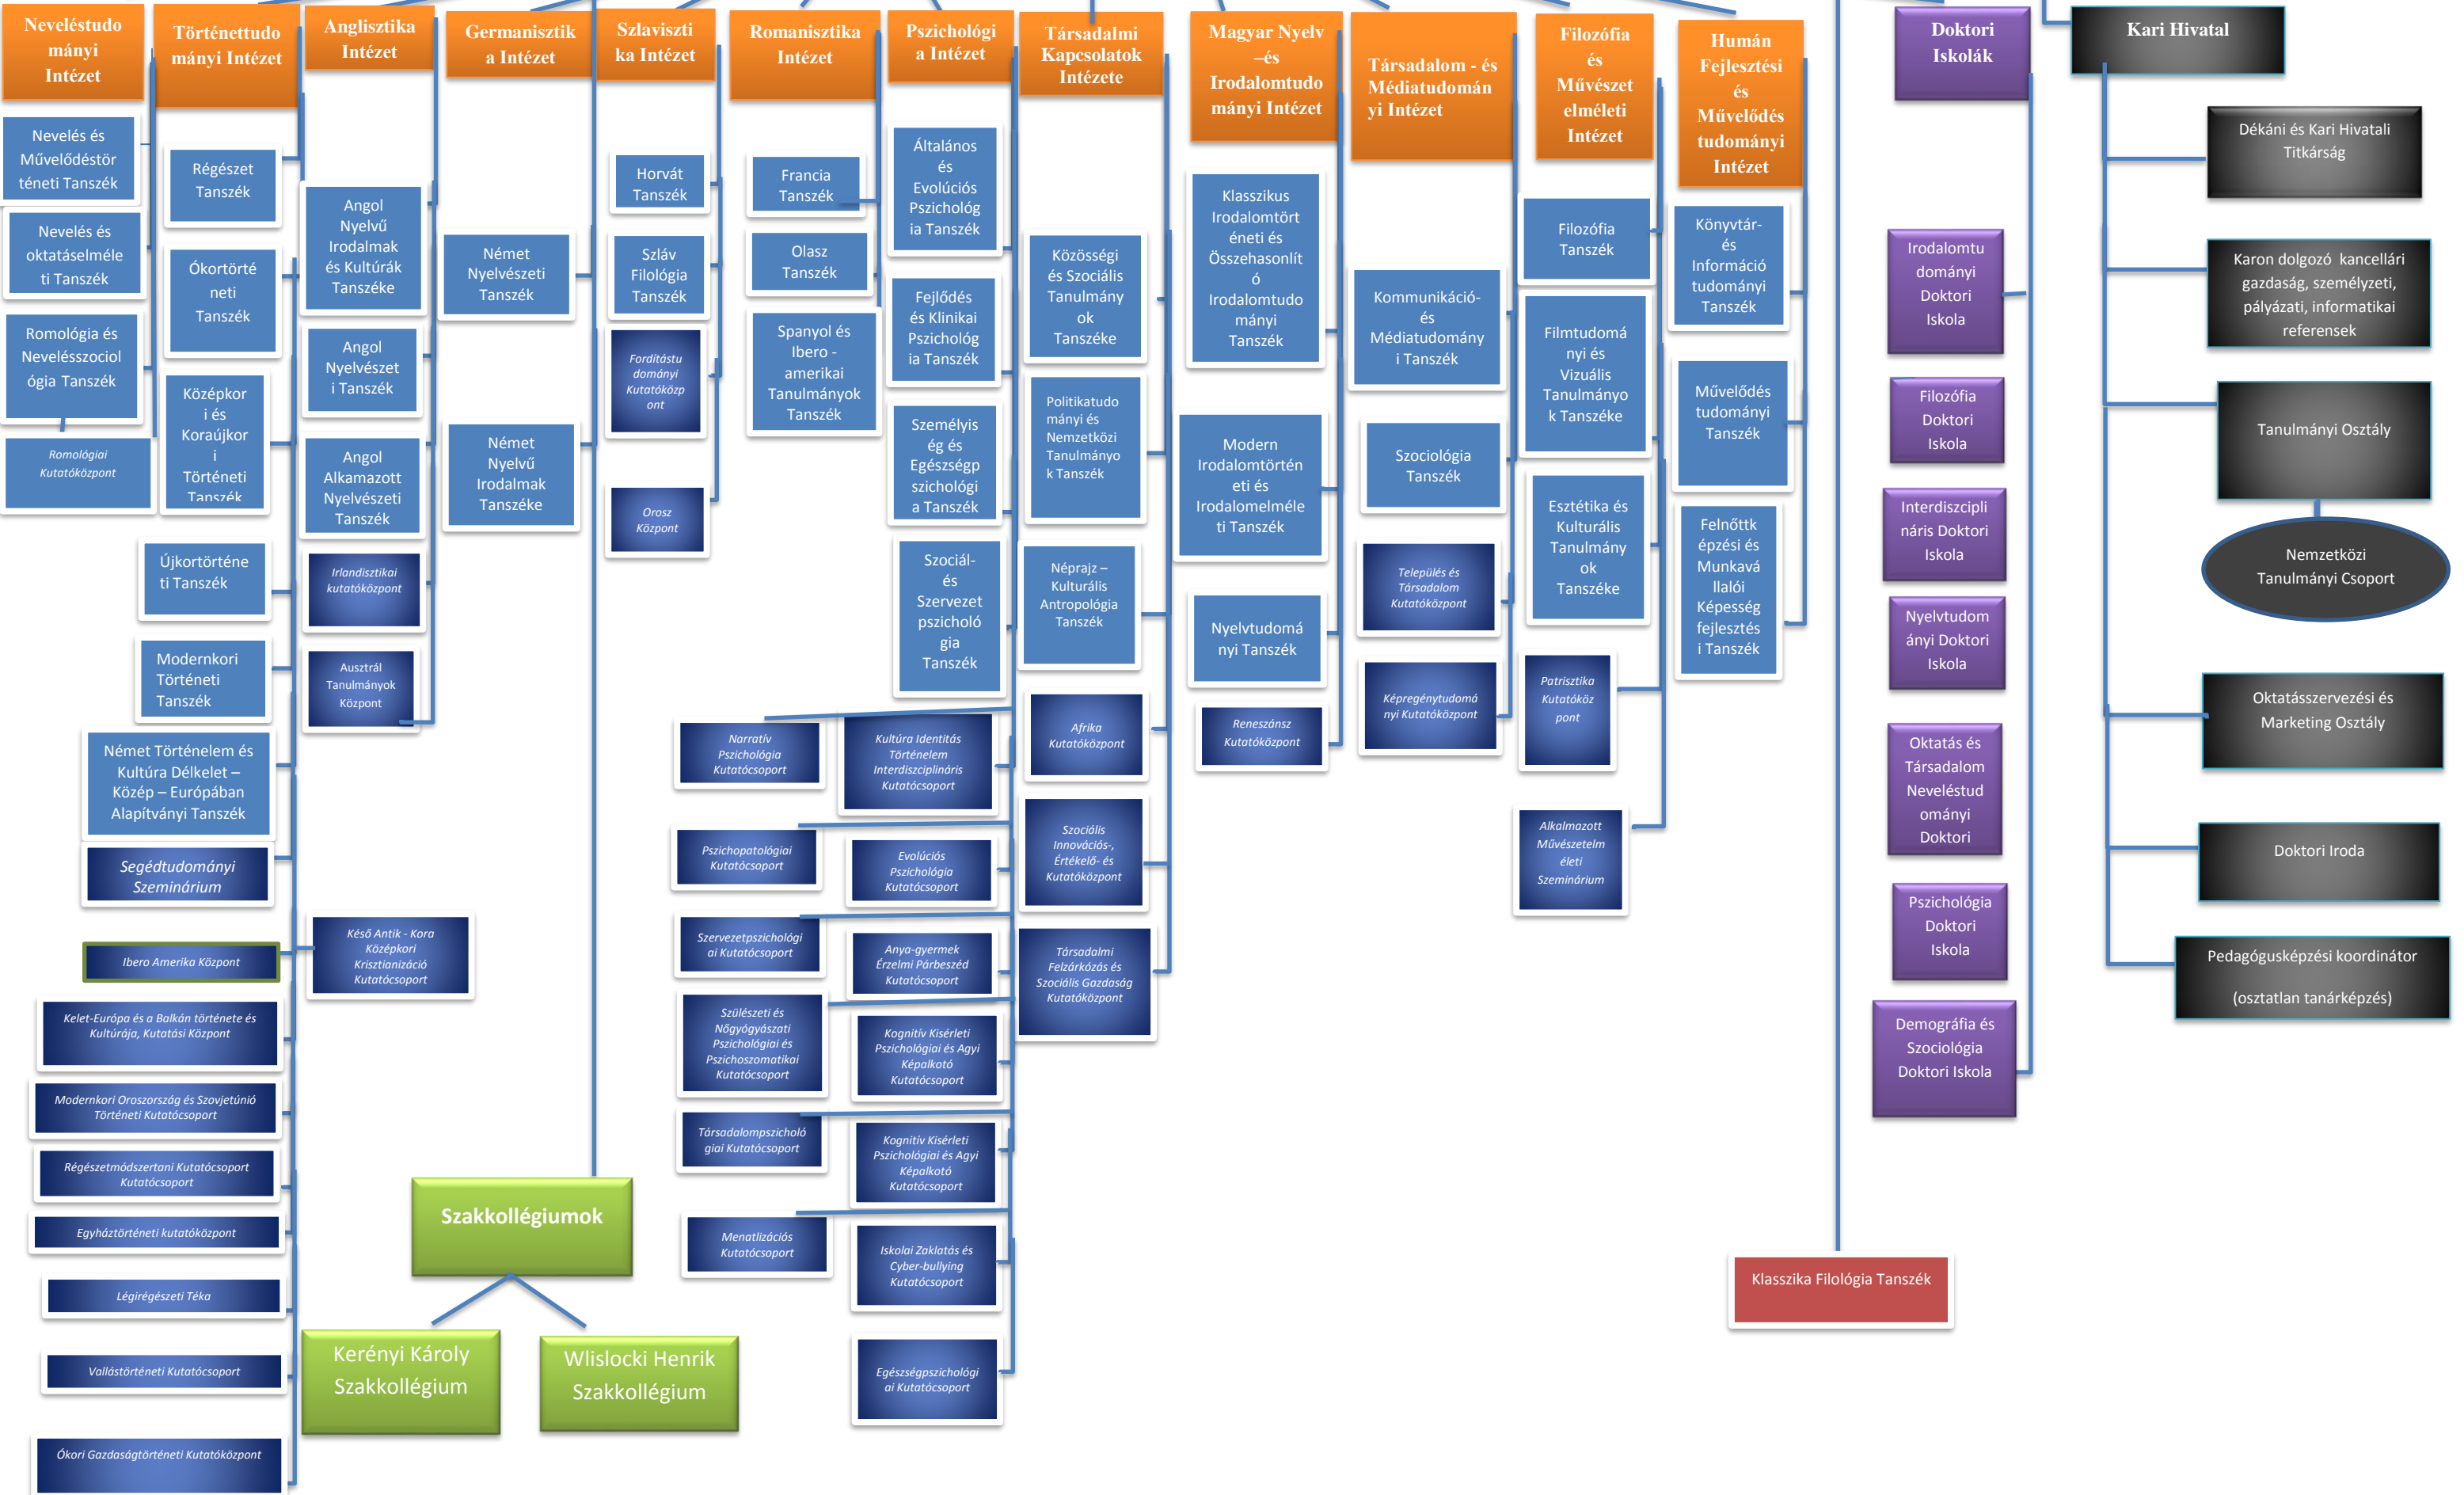 Neveléstudo
mányi
Intézet
Nevelés és
Művelődéstör
téneti Tanszék
Nevelés és
oktatáselméle
ti Tanszék
Romológia és
Nevelésszociol
ógia Tanszék
Romológiai
Kutatóközpont
Történettudo
mányi Intézet
Régészet
Tanszék
Ókortörté
neti
Tanszék
Középkor
i és
Koraújkor
i
Történeti
Tanszék
Újkortörténe
ti Tanszék
Modernkori
Történeti
Tanszék
Német Történelem és
Kultúra Délkelet –
Közép – Európában
Alapítványi Tanszék
Segédtudományi
Szeminárium
Ibero Amerika Központ
Késő Antik - Kora
Középkori
Krisztianizáció
Kutatócsoport
Kelet-Európa és a Balkán története és
Kultúrája, Kutatási Központ
Modernkori Oroszország és Szovjetúnió
Történeti Kutatócsoport
Régészetmódszertani Kutatócsoport
Kutatócsoport
Egyháztörténeti kutatóközpont
Légirégészeti Téka
Vallástörténeti Kutatócsoport
Ókori Gazdaságtörténeti Kutatóközpont
Anglisztika
Intézet
Angol
Nyelvű
Irodalmak
és Kultúrák
Tanszéke
Angol
Nyelvészet
i Tanszék
Angol
Alkamazott
Nyelvészeti
Tanszék
Irlandisztikai
kutatóközpont
Ausztrál
Tanulmányok
Központ
Germanisztik
a Intézet
Német
Nyelvészeti
Tanszék
Német
Nyelvű
Irodalmak
Tanszéke
Szakkollégiumok
Kerényi Károly
Szakkollégium
Wlislocki Henrik
Szakkollégium
Szlaviszti
ka Intézet
Horvát
Tanszék
Szláv
Filológia
Tanszék
Fordítástu
dományi
Kutatóközp
ont
Orosz
Központ
Romanisztika
Intézet
Francia
Tanszék
Olasz
Tanszék
Spanyol és
Ibero -
amerikai
Tanulmányok
Tanszék
Pszichológi
a Intézet
Általános
és
Evolúciós
Pszichológ
ia Tanszék
Fejlődés
és Klinikai
Pszichológ
ia Tanszék
Személyis
ég és
Egészségp
szichológi
a Tanszék
Szociál-
és
Szervezet
pszicholó
gia
Tanszék
Narratív
Pszichológia
Kutatócsoport
Kultúra Identitás
Történelem
Interdiszciplináris
Kutatócsoport
Pszichopatológiai
Kutatócsoport
Evolúciós
Pszichológia
Kutatócsoport
Szervezetpszichológi
ai Kutatócsoport
Anya-gyermek
Érzelmi Párbeszéd
Kutatócsoport
Szülészeti és
Nőgyógyászati
Pszichológiai és
Pszichoszomatikai
Kutatócsoport
Kognitív Kisérleti
Pszichológiai és Agyi
Képalkotó
Kutatócsoport
Társadalompszicholó
giai Kutatócsoport
Kognitív Kisérleti
Pszichológiai és Agyi
Képalkotó
Kutatócsoport
Menatlizációs
Kutatócsoport
Iskolai Zaklatás és
Cyber-bullying
Kutatócsoport
Egészségpszichológi
ai Kutatócsoport
Társadalmi
Kapcsolatok
Intézete
Közösségi
és Szociális
Tanulmány
ok
Tanszéke
Politikatudo
mányi és
Nemzetközi
Tanulmányo
k Tanszék
Néprajz –
Kulturális
Antropológia
Tanszék
Afrika
Kutatóközpont
Szociális
Innovációs-,
Értékelő- és
Kutatóközpont
Társadalmi
Felzárkózás és
Szociális Gazdaság
Kutatóközpont
Magyar Nyelv
–és
Irodalomtudo
mányi Intézet
Klasszikus
Irodalomtört
éneti és
Összehasonlít
ó
Irodalomtudo
mányi
Tanszék
Modern
Irodalomtörtén
eti és
Irodalomelméle
ti Tanszék
Nyelvtudomá
nyi Tanszék
Reneszánsz
Kutatóközpont
Társadalom - és
Médiatudomán
yi Intézet
Kommunikáció-
és
Médiatudomány
i Tanszék
Szociológia
Tanszék
Település és
Társadalom
Kutatóközpont
Képregénytudomá
nyi Kutatóközpont
Filozófia
és
Művészet
elméleti
Intézet
Filozófia
Tanszék
Filmtudomá
nyi és
Vizuális
Tanulmányo
k Tanszéke
Esztétika és
Kulturális
Tanulmány
ok
Tanszéke
Patrisztika
Kutatóköz
pont
Alkalmazott
Művészetelm
életi
Szeminárium
Humán
Fejlesztési
és
Művelődés
tudományi
Intézet
Könyvtár-
és
Információ
tudományi
Tanszék
Művelődés
tudományi
Tanszék
Felnőttk
épzési és
Munkavá
llalói
Képesség
fejlesztés
i Tanszék
Klasszika Filológia Tanszék
Doktori
Iskolák
Irodalomtu
dományi
Doktori
Iskola
Filozófia
Doktori
Iskola
Interdiszcipli
náris Doktori
Iskola
Nyelvtudom
ányi Doktori
Iskola
Oktatás és
Társadalom
Neveléstud
ományi
Doktori
Pszichológia
Doktori
Iskola
Demográfia és
Szociológia
Doktori Iskola
Kari Hivatal
Dékáni és Kari Hivatali
Titkárság
Karon dolgozó kancellári
gazdaság, személyzeti,
pályázati, informatikai
referensek
Tanulmányi Osztály
Nemzetközi
Tanulmányi Csoport
Oktatásszervezési és
Marketing Osztály
Doktori Iroda
Pedagógusképzési koordinátor
(osztatlan tanárképzés)